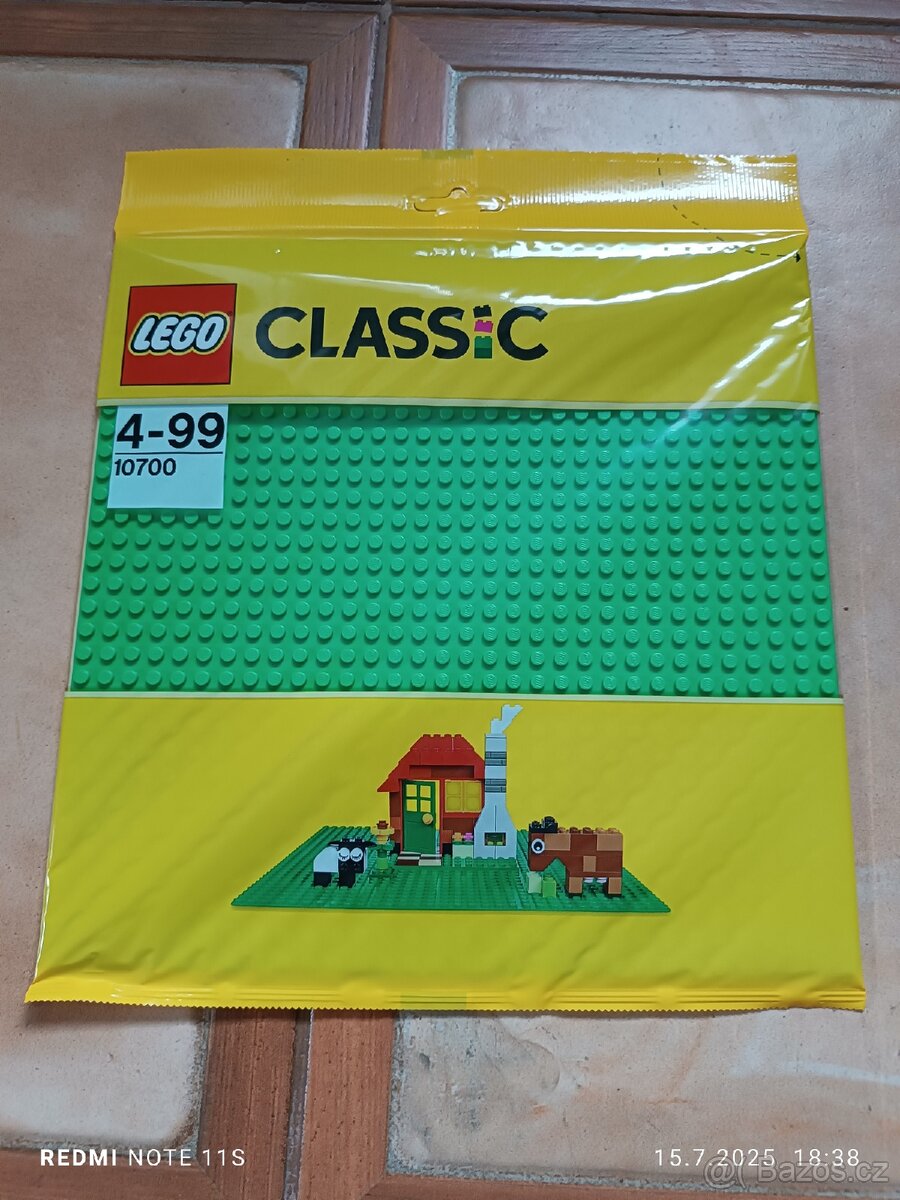 LEGO CLASSIC
4-99
10700
REDMI NOTE 11S
15.7.2025 18:38
@ Bazos.cz